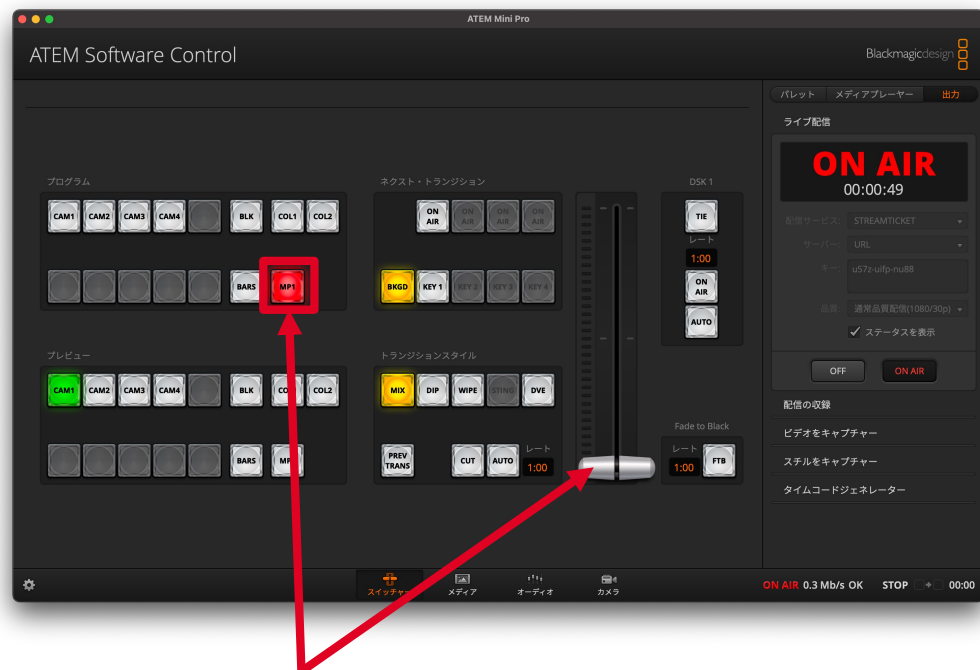 ATEM Mini Pro
ATEM Software Control
Blackmagicdesign
パレット メディアプレーヤー 出力
ライブ配信
ON AIR
00:00:49
配信サービス: STREAMTICKET
サーバー: URL
キー: u57z-uifp-nu88
品質: 通常品質配信(1080/30p)
ステータスを表示
OFF ON AIR
配信の収録
ビデオをキャプチャー
スチルをキャプチャー
タイムコードジェネレーター
プログラム
CAM1 CAM2 CAM3 CAM4 BLK COL1 COL2
BARS MP1
ネクスト・トランジション
ON AIR ON AIR ON AIR ON AIR
BKGD KEY 1 KEY 2 KEY 3 KEY 4
DSK 1
TIE
レート
1:00
ON AIR
AUTO
プレビュー
CAM1 CAM2 CAM3 CAM4 BLK COL2
BARS
トランジションスタイル
MIX DIP WIPE STING DVE
PREV TRANS CUT AUTO レート 1:00
Fade to Black
レート
1:00 FTB
スイッチャー メディア オーディオ カメラ
ON AIR 0.3 Mb/s OK STOP 00:00